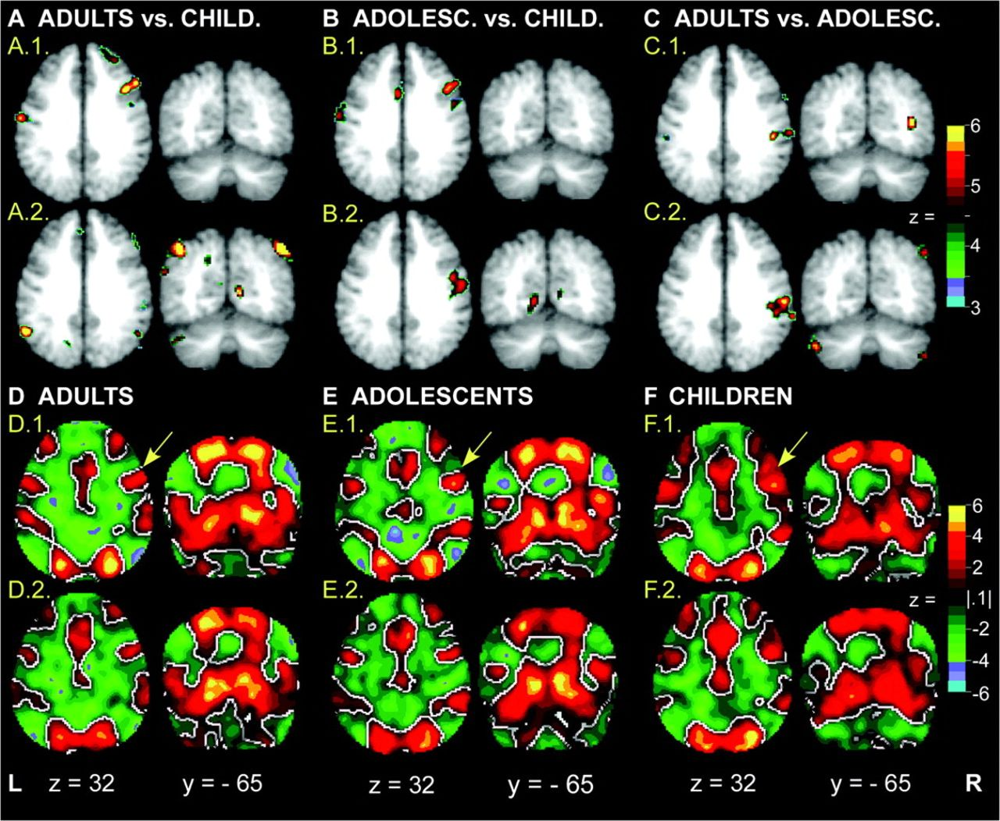 A ADULTS vs. CHILD. B ADOLESC. vs. CHILD. C ADULTS vs. ADOLESC.
A.1. B.1. C.1.
6
5
A.2. B.2. C.2. z = -
4
3
D ADULTS E ADOLESCENTS F CHILDREN
D.1. E.1. F.1.
6
4
2
D.2. E.2. F.2. z = |.1|
-2
-4
-6
L z = 32 y = - 65 z = 32 y = - 65 z = 32 y = - 65 R